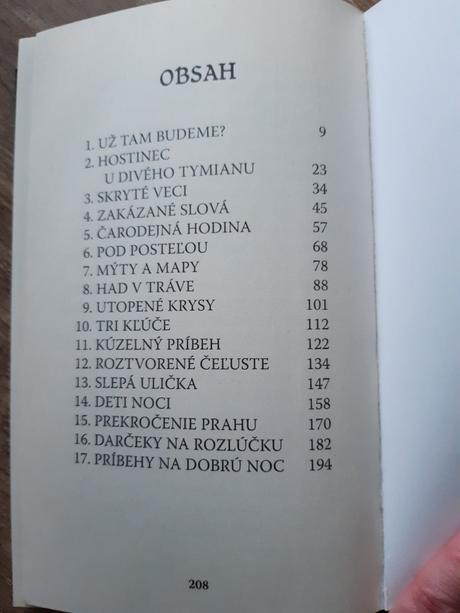 OBSAH
1. UŽ TAM BUDEME? 9
2. HOSTINEC
U DIVÉHO TYMIANU 23
3. SKRYTÉ VECI 34
4. ZAKÁZANÉ SLOVÁ 45
5. ČARODEJNÁ HODINA 57
6. POD POSTEĽOU 68
7. MÝTY A MAPY 78
8. HAD V TRÁVE 88
9. UTOPENÉ KRYSY 101
10. TRI KĽÚČE 112
11. KÚZELNÝ PRÍBEH 122
12. ROZTVORENÉ ČEĽUSTE 134
13. SLEPÁ ULIČKA 147
14. DETI NOCI 158
15. PREKROČENIE PRAHU 170
16. DARČEKY NA ROZLÚČKU 182
17. PRÍBEHY NA DOBRÚ NOC 194
208